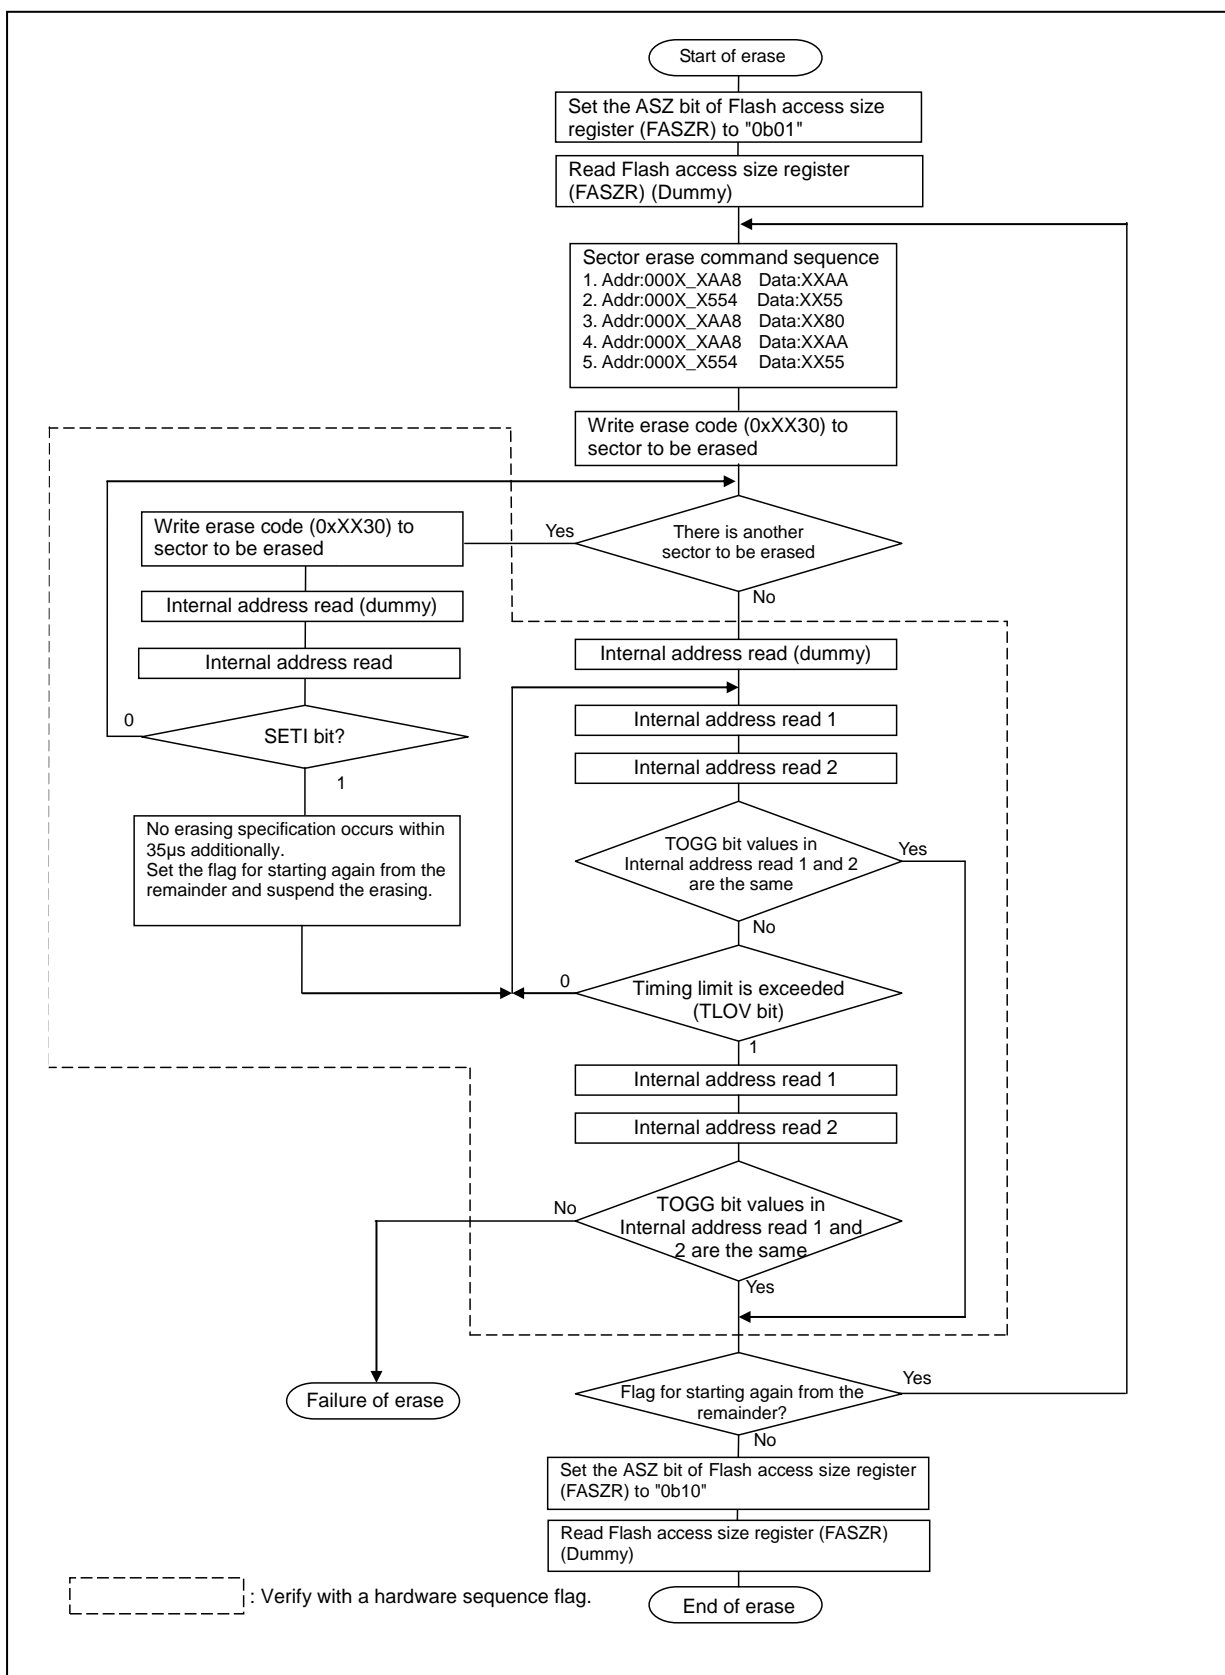 Start of erase
Set the ASZ bit of Flash access size
register (FASZR) to "0b01"
Read Flash access size register
(FASZR) (Dummy)
Sector erase command sequence
1. Addr:000X_XAA8 Data:XXAA
2. Addr:000X_X554 Data:XX55
3. Addr:000X_XAA8 Data:XX80
4. Addr:000X_XAA8 Data:XXAA
5. Addr:000X_X554 Data:XX55
Write erase code (0xXX30) to
sector to be erased
There is another
sector to be erased
Yes
No
Write erase code (0xXX30) to
sector to be erased
Internal address read (dummy)
Internal address read
SETI bit?
0
1
No erasing specification occurs within
35µs additionally.
Set the flag for starting again from the
remainder and suspend the erasing.
Internal address read (dummy)
Internal address read 1
Internal address read 2
TOGG bit values in
Internal address read 1 and 2
are the same
Yes
No
Timing limit is exceeded
(TLOV bit)
0
1
Internal address read 1
Internal address read 2
TOGG bit values in
Internal address read 1 and
2 are the same
No
Yes
Failure of erase
Flag for starting again from the
remainder?
Yes
No
Set the ASZ bit of Flash access size register
(FASZR) to "0b10"
Read Flash access size register (FASZR)
(Dummy)
End of erase
: Verify with a hardware sequence flag.